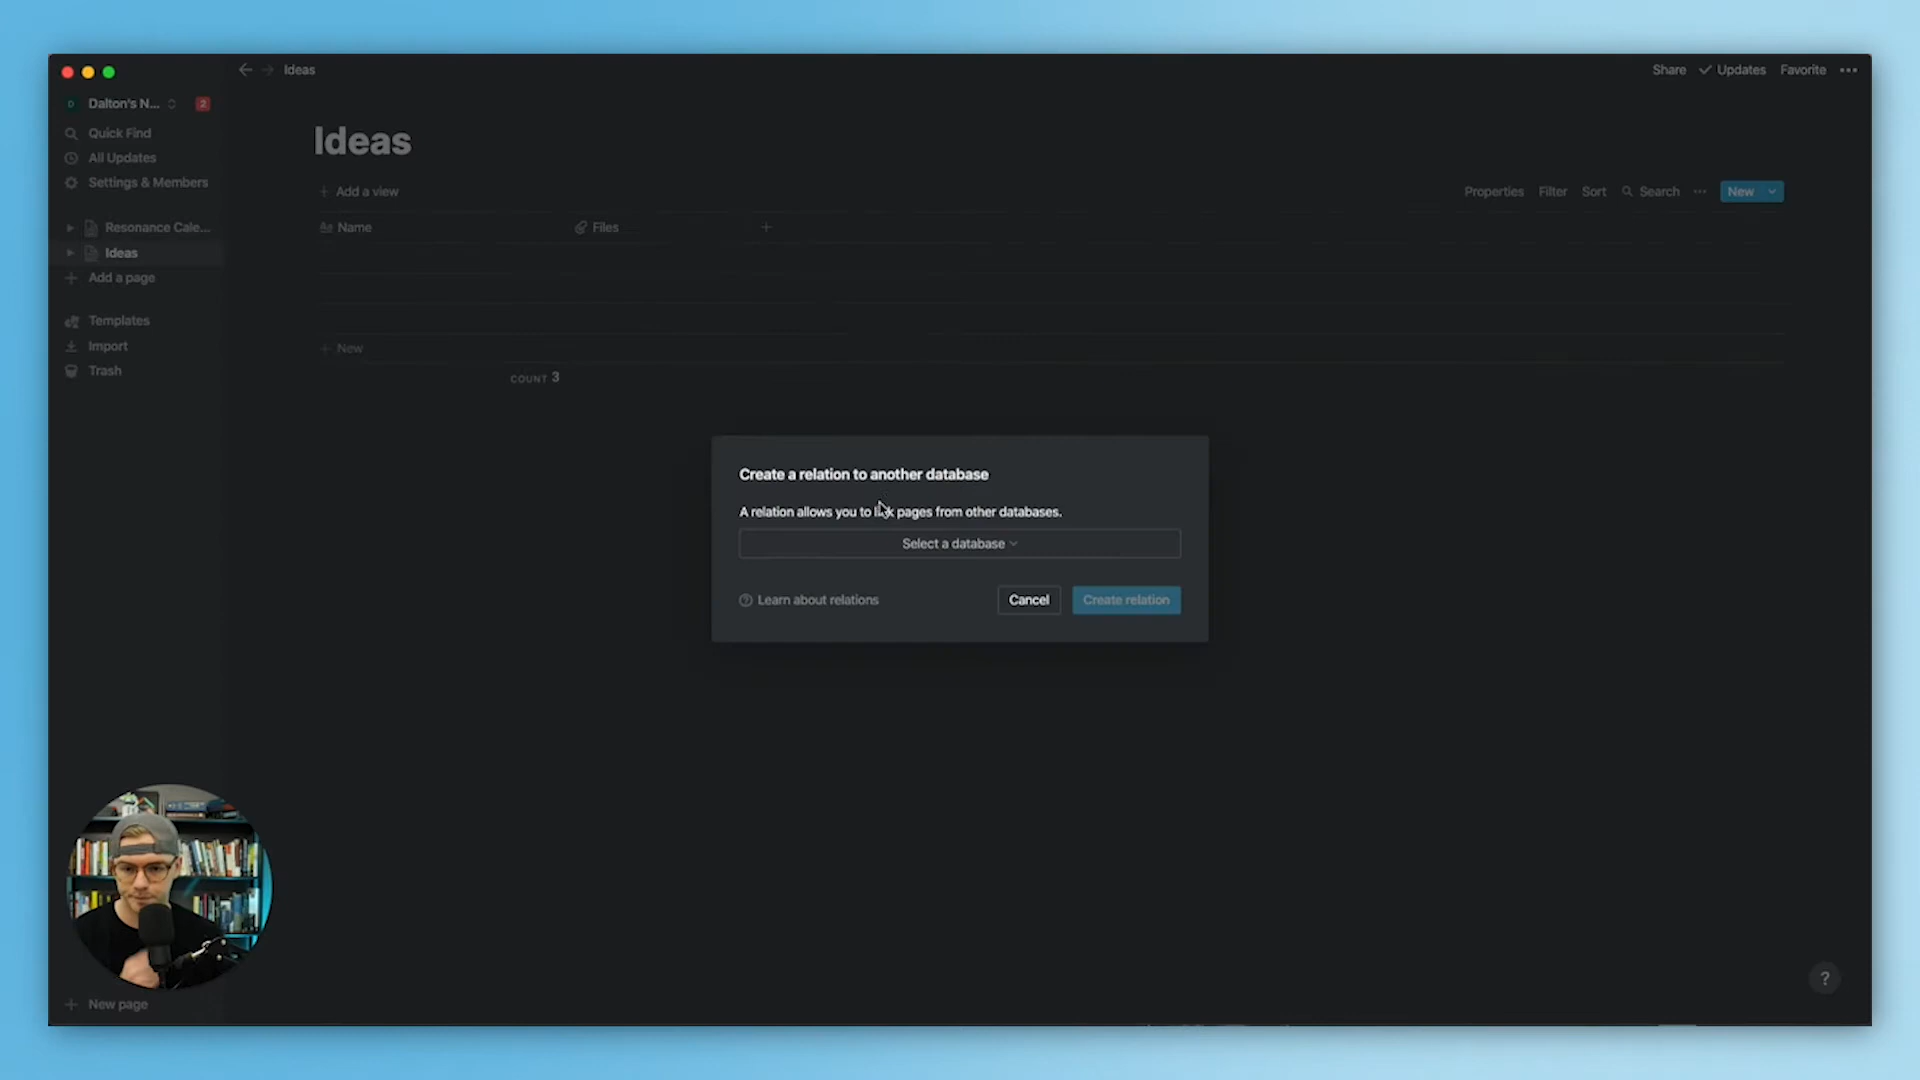 Ideas
Share Updates Favorite
D Dalton's N... 2
Quick Find
All Updates
Settings & Members
Resonance Cale...
Ideas
Add a page
Templates
Import
Trash
New page
Ideas
Add a view
Properties Filter Sort Search New
Aa Name Files
New
COUNT 3
Create a relation to another database
A relation allows you to link pages from other databases.
Select a database
Learn about relations Cancel Create relation
?